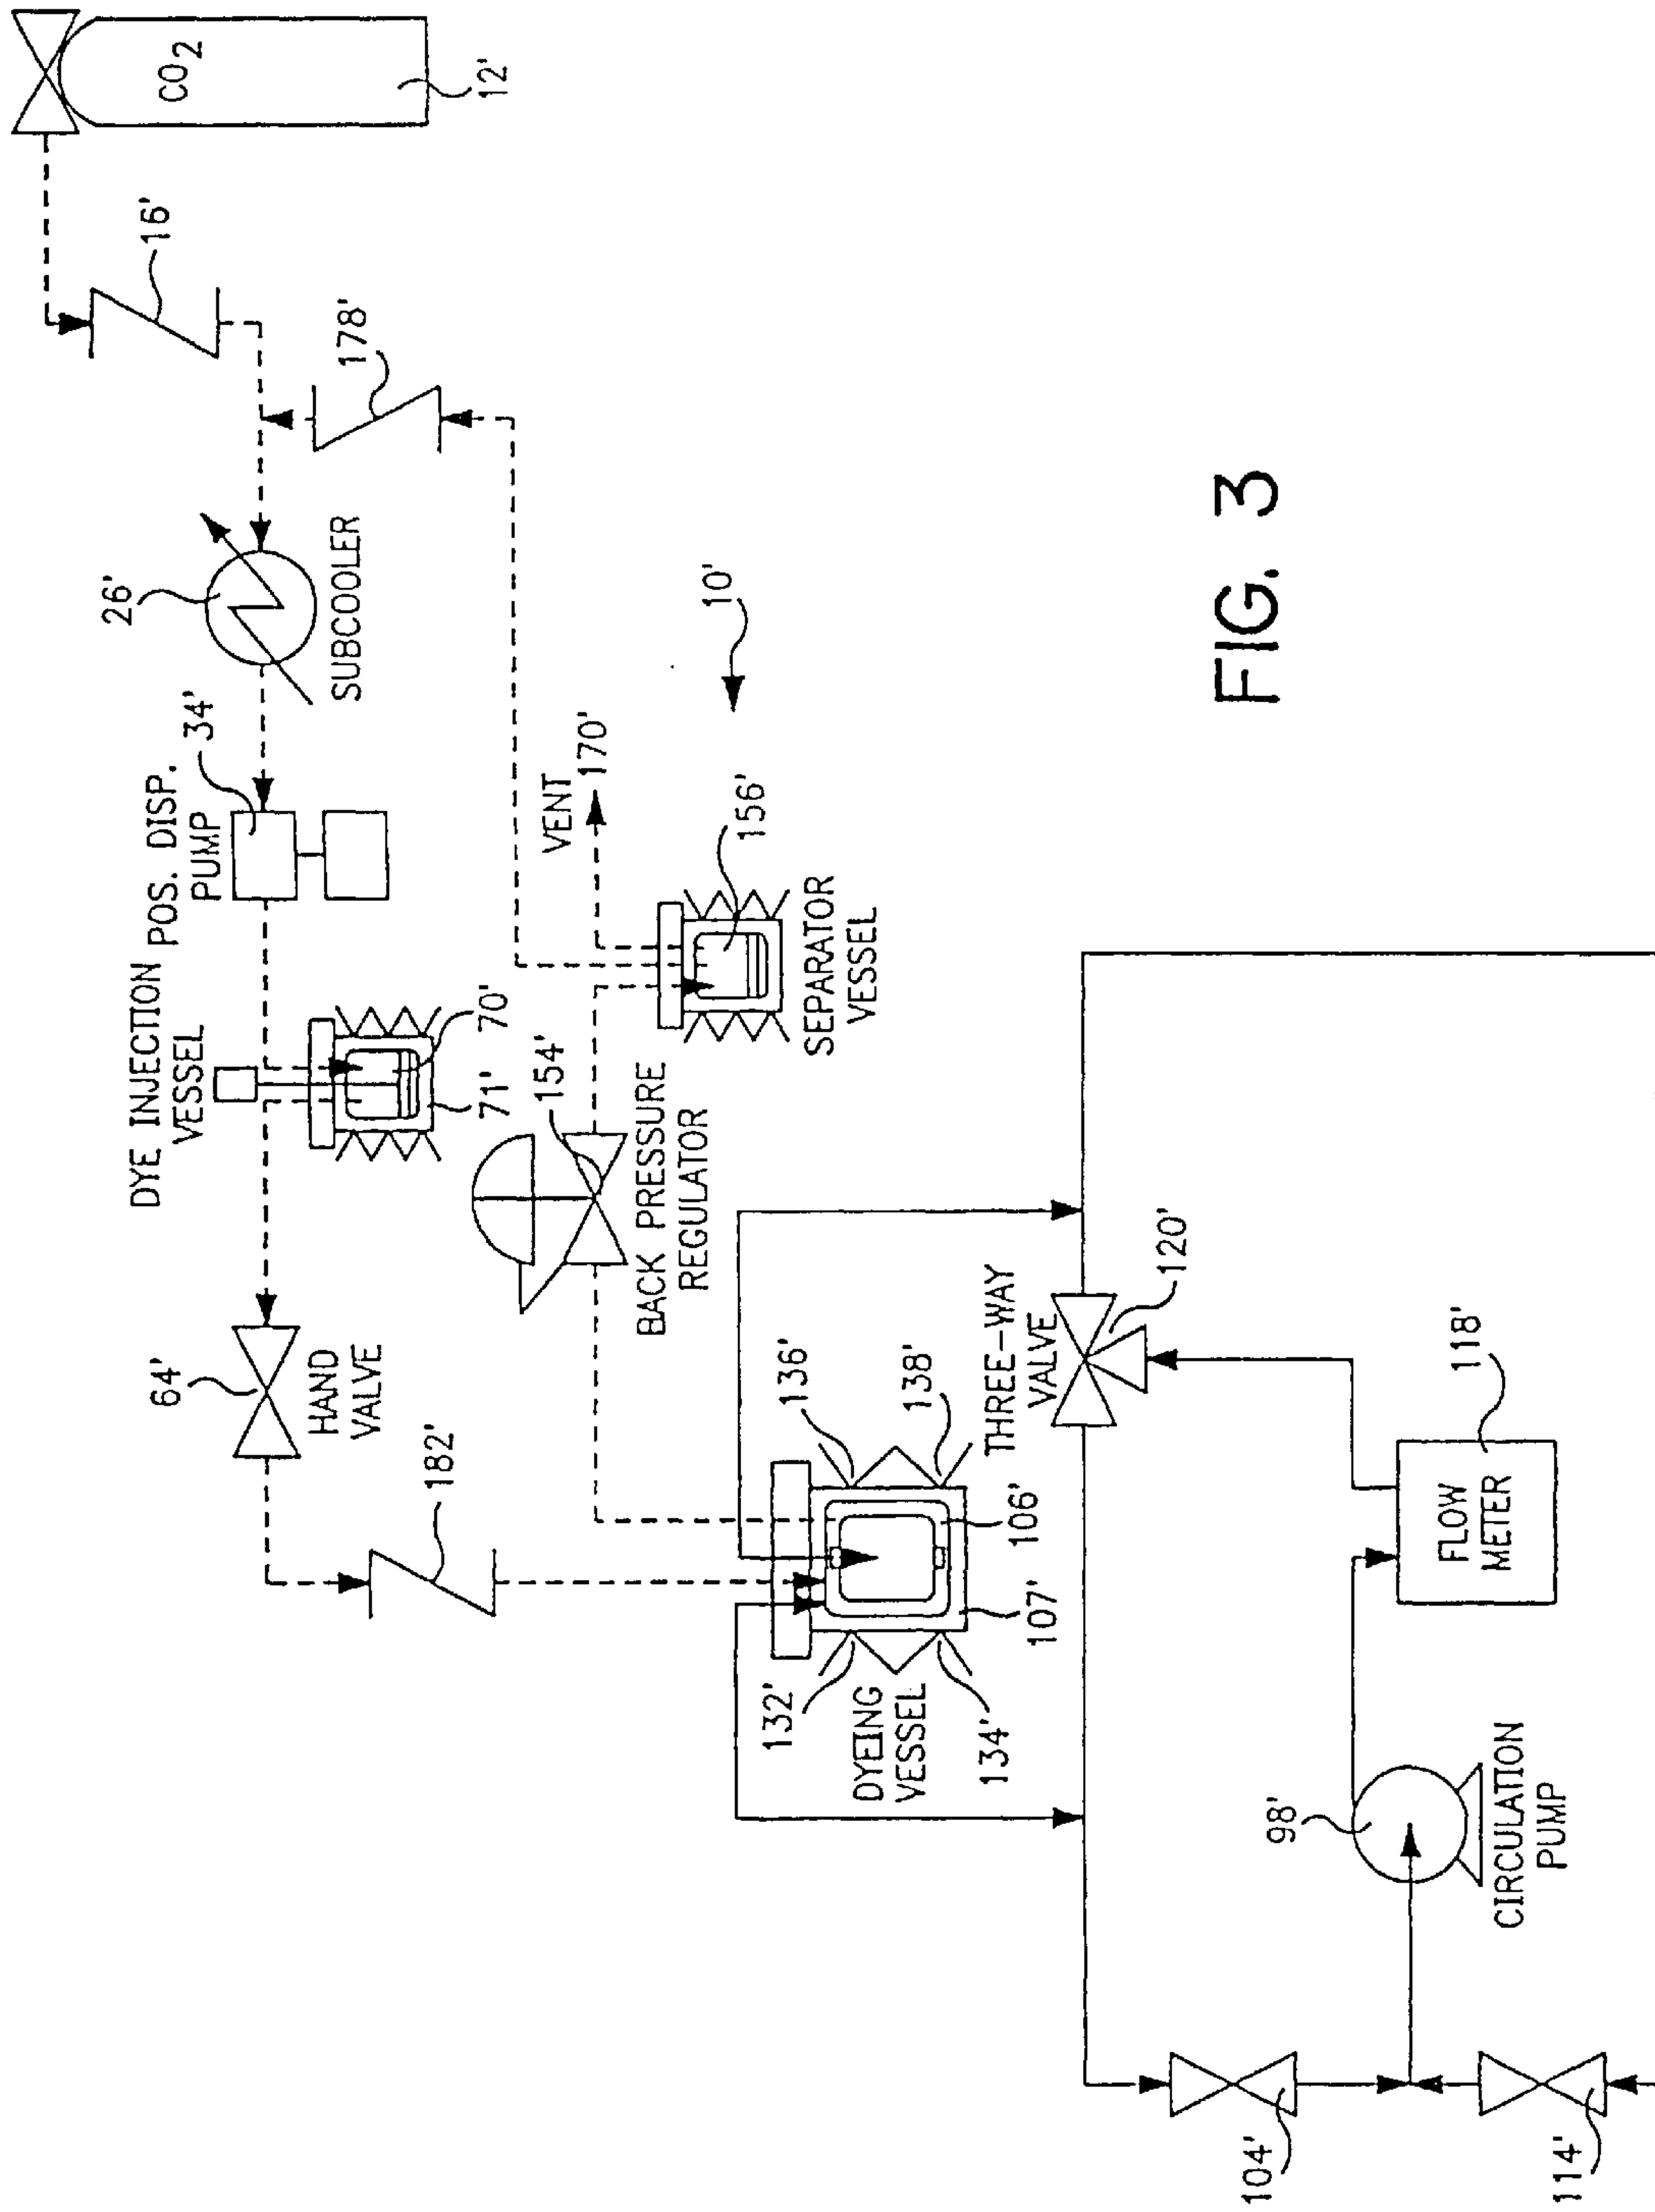 CO2
12'
16'
178'
26'
SUBCOOLER
34'
POS. DISP.
PUMP
DYE INJECTION
VESSEL
70'
71'
64'
HAND
VALVE
182'
VENT
170'
10'
156'
SEPARATOR
VESSEL
154'
BACK PRESSURE
REGULATOR
136'
138'
106'
107'
132'
134'
DYEING
VESSEL
THREE-WAY
VALVE
120'
118'
FLOW
METER
98'
CIRCULATION
PUMP
104'
114'
FIG. 3